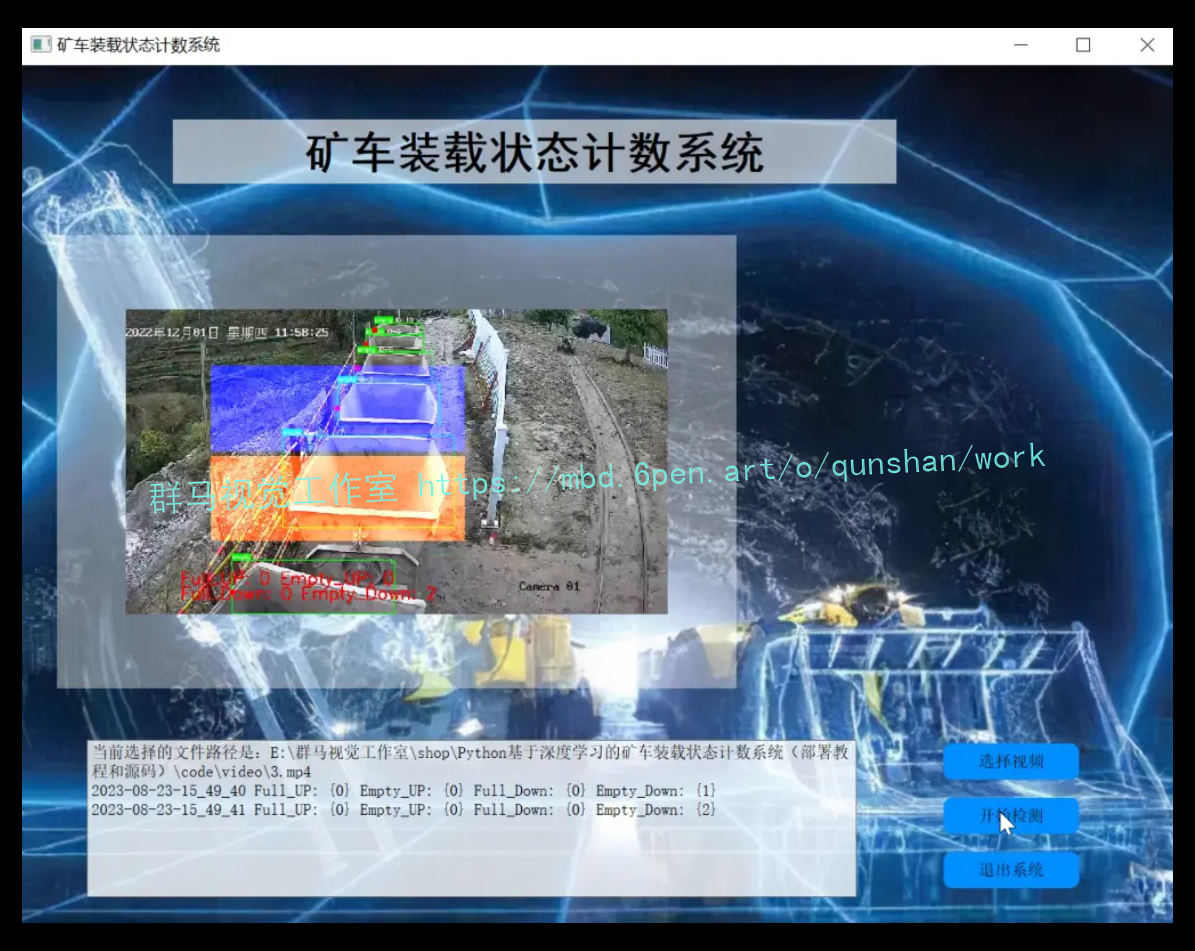 矿车装载状态计数系统
矿车装载状态计数系统
2022年12月01日 星期四 11:58:25
群马视觉工作室 https://mbd.6pen.art/o/qunshan/work
Full_UP: 0 Empty_UP: 0
Full_Down: 0 Empty_Down: 2
Camera 01
当前选择的文件路径是：E:\群马视觉工作室\shop\Python基于深度学习的矿车装载状态计数系统（部署教
程和源码）\code\video\3.mp4
2023-08-23-15_49_40 Full_UP: {0} Empty_UP: {0} Full_Down: {0} Empty_Down: {1}
2023-08-23-15_49_41 Full_UP: {0} Empty_UP: {0} Full_Down: {0} Empty_Down: {2}
选择视频
开始检测
退出系统